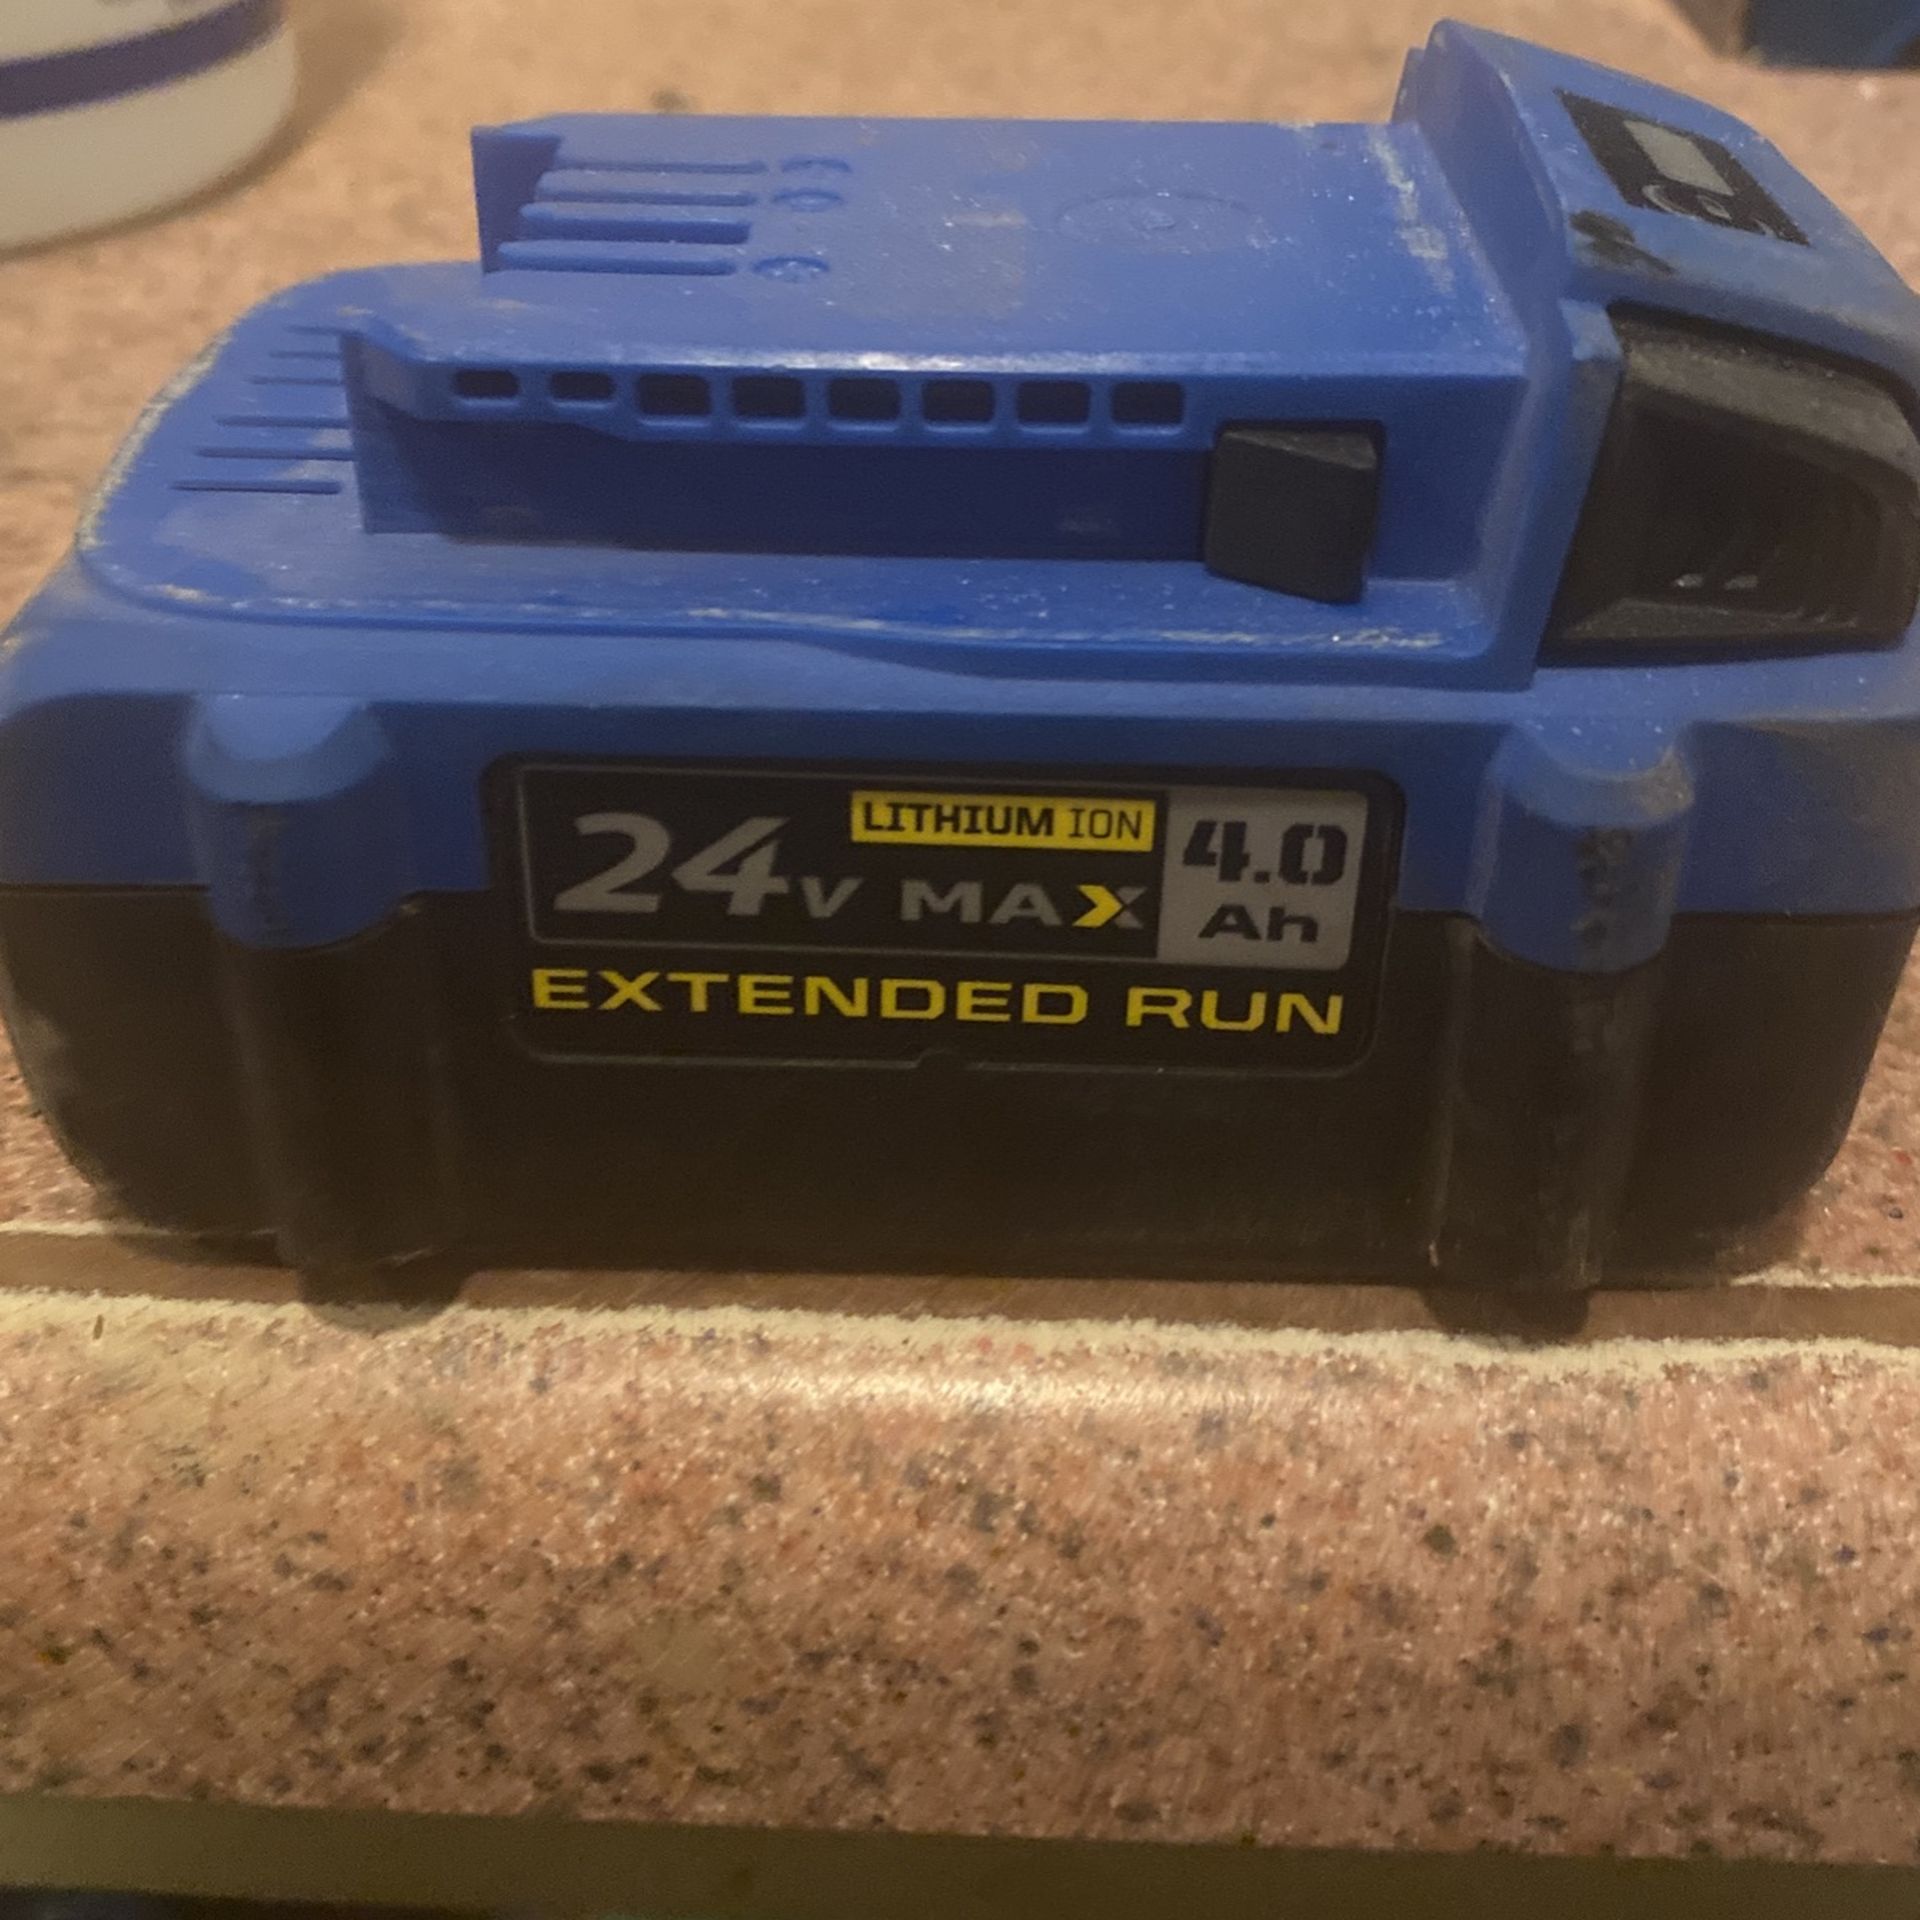 LITHIUM ION
24V MAX
4.0
Ah
EXTENDED RUN